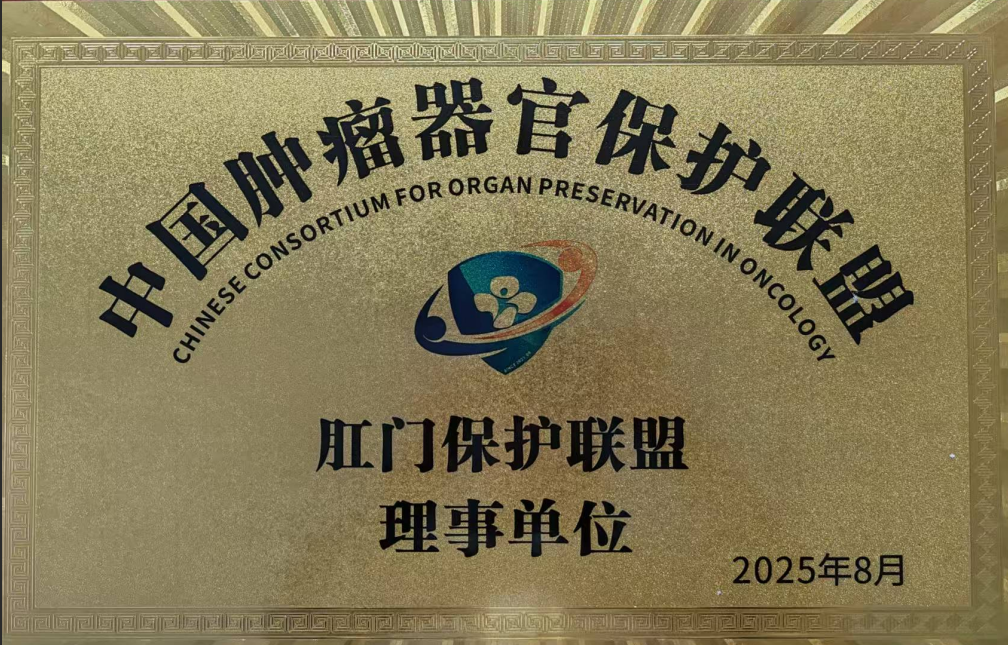 中国肿瘤器官保护联盟
CHINESE CONSORTIUM FOR ORGAN PRESERVATION IN ONCOLOGY
肛门保护联盟
理事单位
2025年8月